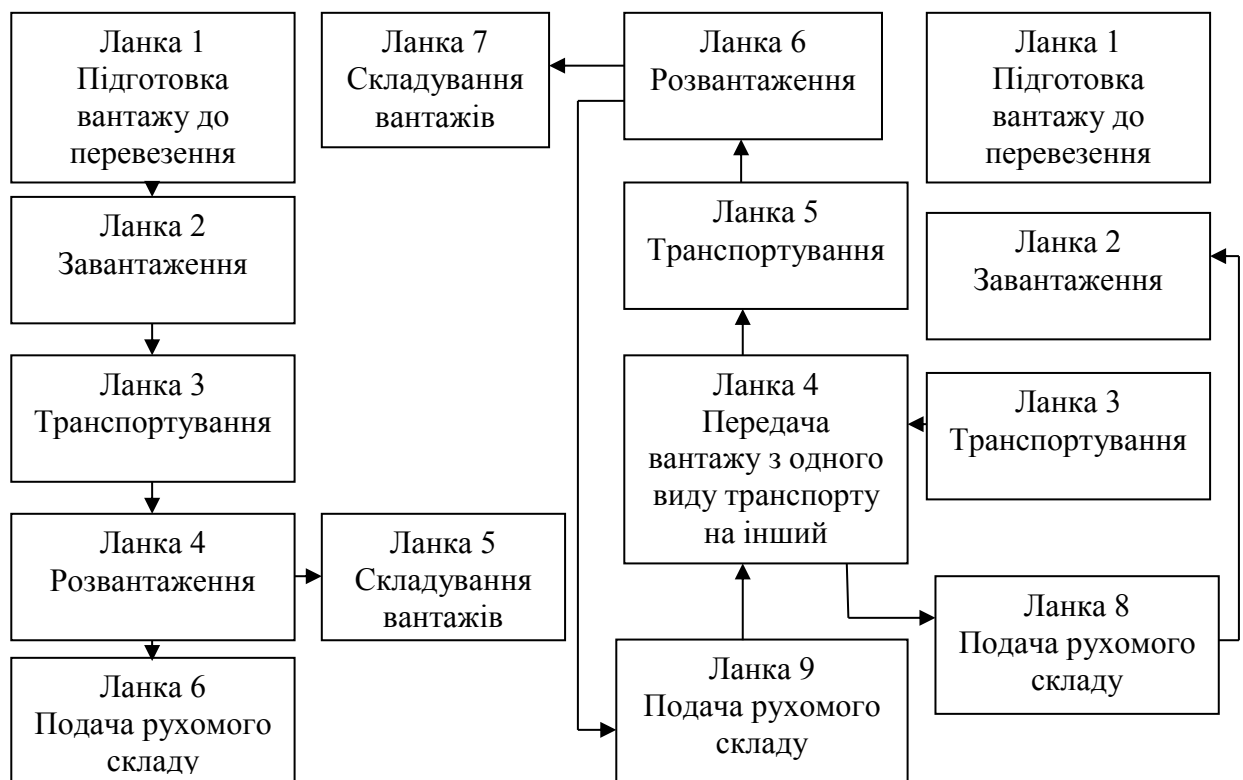 Ланка 1
Підготовка
вантажу до
перевезення
Ланка 2
Завантаження
Ланка 3
Транспортування
Ланка 4
Розвантаження
Ланка 5
Складування
вантажів
Ланка 6
Подача рухомого
складу
Ланка 7
Складування
вантажів
Ланка 6
Розвантаження
Ланка 5
Транспортування
Ланка 4
Передача
вантажу з одного
виду транспорту
на інший
Ланка 9
Подача рухомого
складу
Ланка 1
Підготовка
вантажу до
перевезення
Ланка 2
Завантаження
Ланка 3
Транспортування
Ланка 8
Подача рухомого
складу